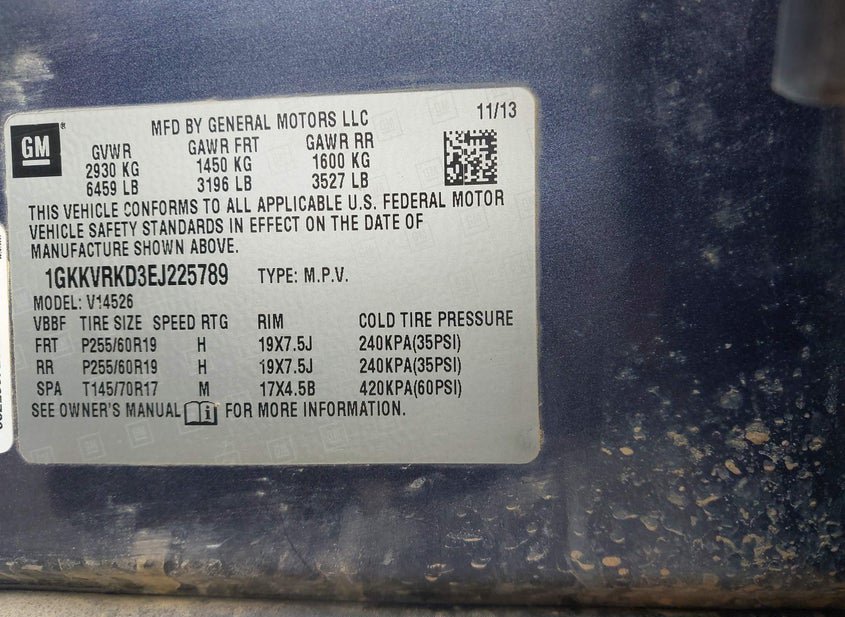 GM
MFD BY GENERAL MOTORS LLC 11/13
GVWR GAWR FRT GAWR RR
2930 KG 1450 KG 1600 KG
6459 LB 3196 LB 3527 LB
THIS VEHICLE CONFORMS TO ALL APPLICABLE U.S. FEDERAL MOTOR
VEHICLE SAFETY STANDARDS IN EFFECT ON THE DATE OF
MANUFACTURE SHOWN ABOVE.
1GKKVRKD3EJ225789 TYPE: M.P.V.
MODEL: V14526
VBBF TIRE SIZE SPEED RTG RIM COLD TIRE PRESSURE
FRT P255/60R19 H 19X7.5J 240KPA(35PSI)
RR P255/60R19 H 19X7.5J 240KPA(35PSI)
SPA T145/70R17 M 17X4.5B 420KPA(60PSI)
SEE OWNER'S MANUAL FOR MORE INFORMATION.